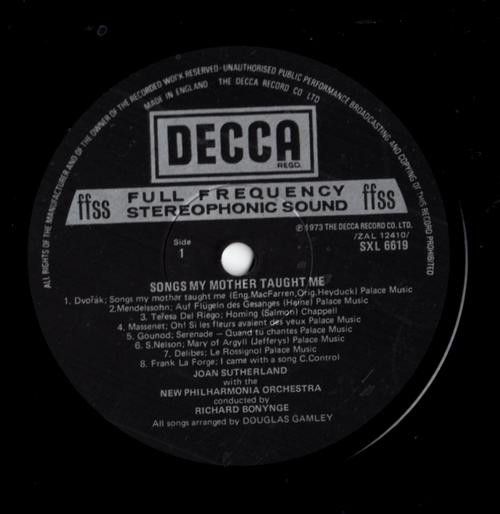 ALL RIGHTS OF THE MANUFACTURER AND OF THE OWNER OF THE RECORDED WORK RESERVED · UNAUTHORISED PUBLIC PERFORMANCE BROADCASTING AND COPYING OF THIS RECORD PROHIBITED
MADE IN ENGLAND THE DECCA RECORD CO LTD
DECCA
REGD.
ffss FULL FREQUENCY STEREOPHONIC SOUND ffss
℗1973 THE DECCA RECORD CO. LTD.
/ZAL 12410/
SXL 6619
Side
1
SONGS MY MOTHER TAUGHT ME
1. Dvořák; Songs my mother taught me (Eng.MacFarren,Orig.Heyduck) Palace Music
2.Mendelssohn; Auf Flügeln des Gesanges (Heine) Palace Music
3. Teresa Del Riego; Homing (Salmon) Chappell
4. Massenet; Oh! Si les fleurs avaient des yeux Palace Music
5. Gounod; Serenade – Quand tu chantes Palace Music
6. S.Nelson; Mary of Argyll (Jefferys) Palace Music
7. Delibes; Le Rossignol Palace Music
8. Frank La Forge; I came with a song C.Control
JOAN SUTHERLAND
with the
NEW PHILHARMONIA ORCHESTRA
conducted by
RICHARD BONYNGE
All songs arranged by DOUGLAS GAMLEY